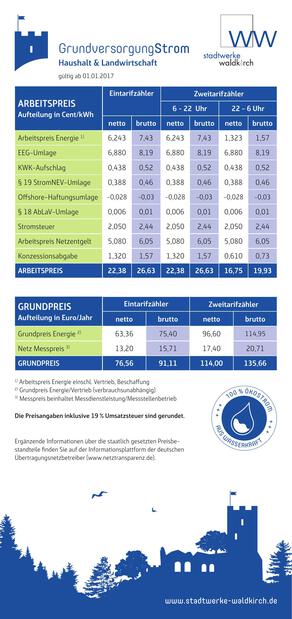 GrundversorgungStrom
Haushalt & Landwirtschaft
gültig ab 01.01.2017
WW
stadtwerke
waldkirch
ARBEITSPREIS
Aufteilung in Cent/kWh
Eintarifzähler Zweitarifzähler
6 - 22 Uhr 22 – 6 Uhr
netto brutto netto brutto netto brutto
Arbeitspreis Energie 1) 6,243 7,43 6,243 7,43 1,323 1,57
EEG-Umlage 6,880 8,19 6,880 8,19 6,880 8,19
KWK-Aufschlag 0,438 0,52 0,438 0,52 0,438 0,52
§ 19 StromNEV-Umlage 0,388 0,46 0,388 0,46 0,388 0,46
Offshore-Haftungsumlage -0,028 -0,03 -0,028 -0,03 -0,028 -0,03
§ 18 AbLaV-Umlage 0,006 0,01 0,006 0,01 0,006 0,01
Stromsteuer 2,050 2,44 2,050 2,44 2,050 2,44
Arbeitspreis Netzentgelt 5,080 6,05 5,080 6,05 5,080 6,05
Konzessionsabgabe 1,320 1,57 1,320 1,57 0,610 0,73
ARBEITSPREIS 22,38 26,63 22,38 26,63 16,75 19,93
GRUNDPREIS
Aufteilung in Euro/Jahr
Eintarifzähler Zweitarifzähler
netto brutto netto brutto
Grundpreis Energie 2) 63,36 75,40 96,60 114,95
Netz Messpreis 3) 13,20 15,71 17,40 20,71
GRUNDPREIS 76,56 91,11 114,00 135,66
1) Arbeitspreis Energie einschl. Vertrieb, Beschaffung
2) Grundpreis Energie/Vertrieb (verbrauchsunabhängig)
3) Messpreis beinhaltet Messdienstleistung/Messstellenbetrieb
Die Preisangaben inklusive 19 % Umsatzsteuer sind gerundet.
100 % ÖKOSTROM
AUS WASSERKRAFT
Ergänzende Informationen über die staatlich gesetzten Preisbe-
standteile finden Sie auf der Informationsplattform der deutschen
Übertragungsnetzbetreiber (www.netztransparenz.de).
www.stadtwerke-waldkirch.de